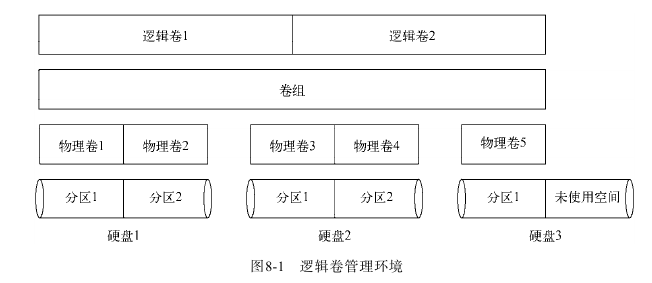 逻辑卷1 逻辑卷2
卷组
物理卷1 物理卷2 物理卷3 物理卷4 物理卷5
分区1 分区2 分区1 分区2 分区1 未使用空间
硬盘1 硬盘2 硬盘3
图8-1 逻辑卷管理环境